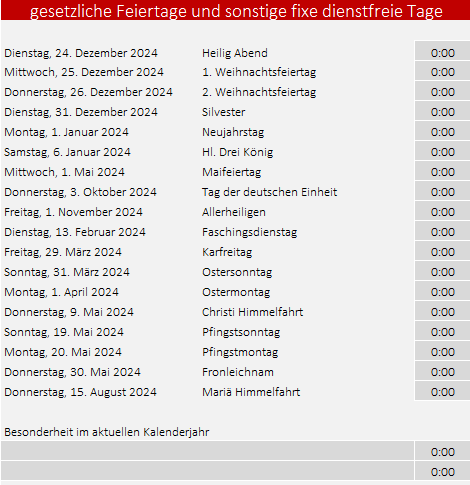 gesetzliche Feiertage und sonstige fixe dienstfreie Tage
Dienstag, 24. Dezember 2024 Heilig Abend 0:00
Mittwoch, 25. Dezember 2024 1. Weihnachtsfeiertag 0:00
Donnerstag, 26. Dezember 2024 2. Weihnachtsfeiertag 0:00
Dienstag, 31. Dezember 2024 Silvester 0:00
Montag, 1. Januar 2024 Neujahrstag 0:00
Samstag, 6. Januar 2024 Hl. Drei König 0:00
Mittwoch, 1. Mai 2024 Maifeiertag 0:00
Donnerstag, 3. Oktober 2024 Tag der deutschen Einheit 0:00
Freitag, 1. November 2024 Allerheiligen 0:00
Dienstag, 13. Februar 2024 Faschingsdienstag 0:00
Freitag, 29. März 2024 Karfreitag 0:00
Sonntag, 31. März 2024 Ostersonntag 0:00
Montag, 1. April 2024 Ostermontag 0:00
Donnerstag, 9. Mai 2024 Christi Himmelfahrt 0:00
Sonntag, 19. Mai 2024 Pfingstsonntag 0:00
Montag, 20. Mai 2024 Pfingstmontag 0:00
Donnerstag, 30. Mai 2024 Fronleichnam 0:00
Donnerstag, 15. August 2024 Mariä Himmelfahrt 0:00
Besonderheit im aktuellen Kalenderjahr
0:00
0:00